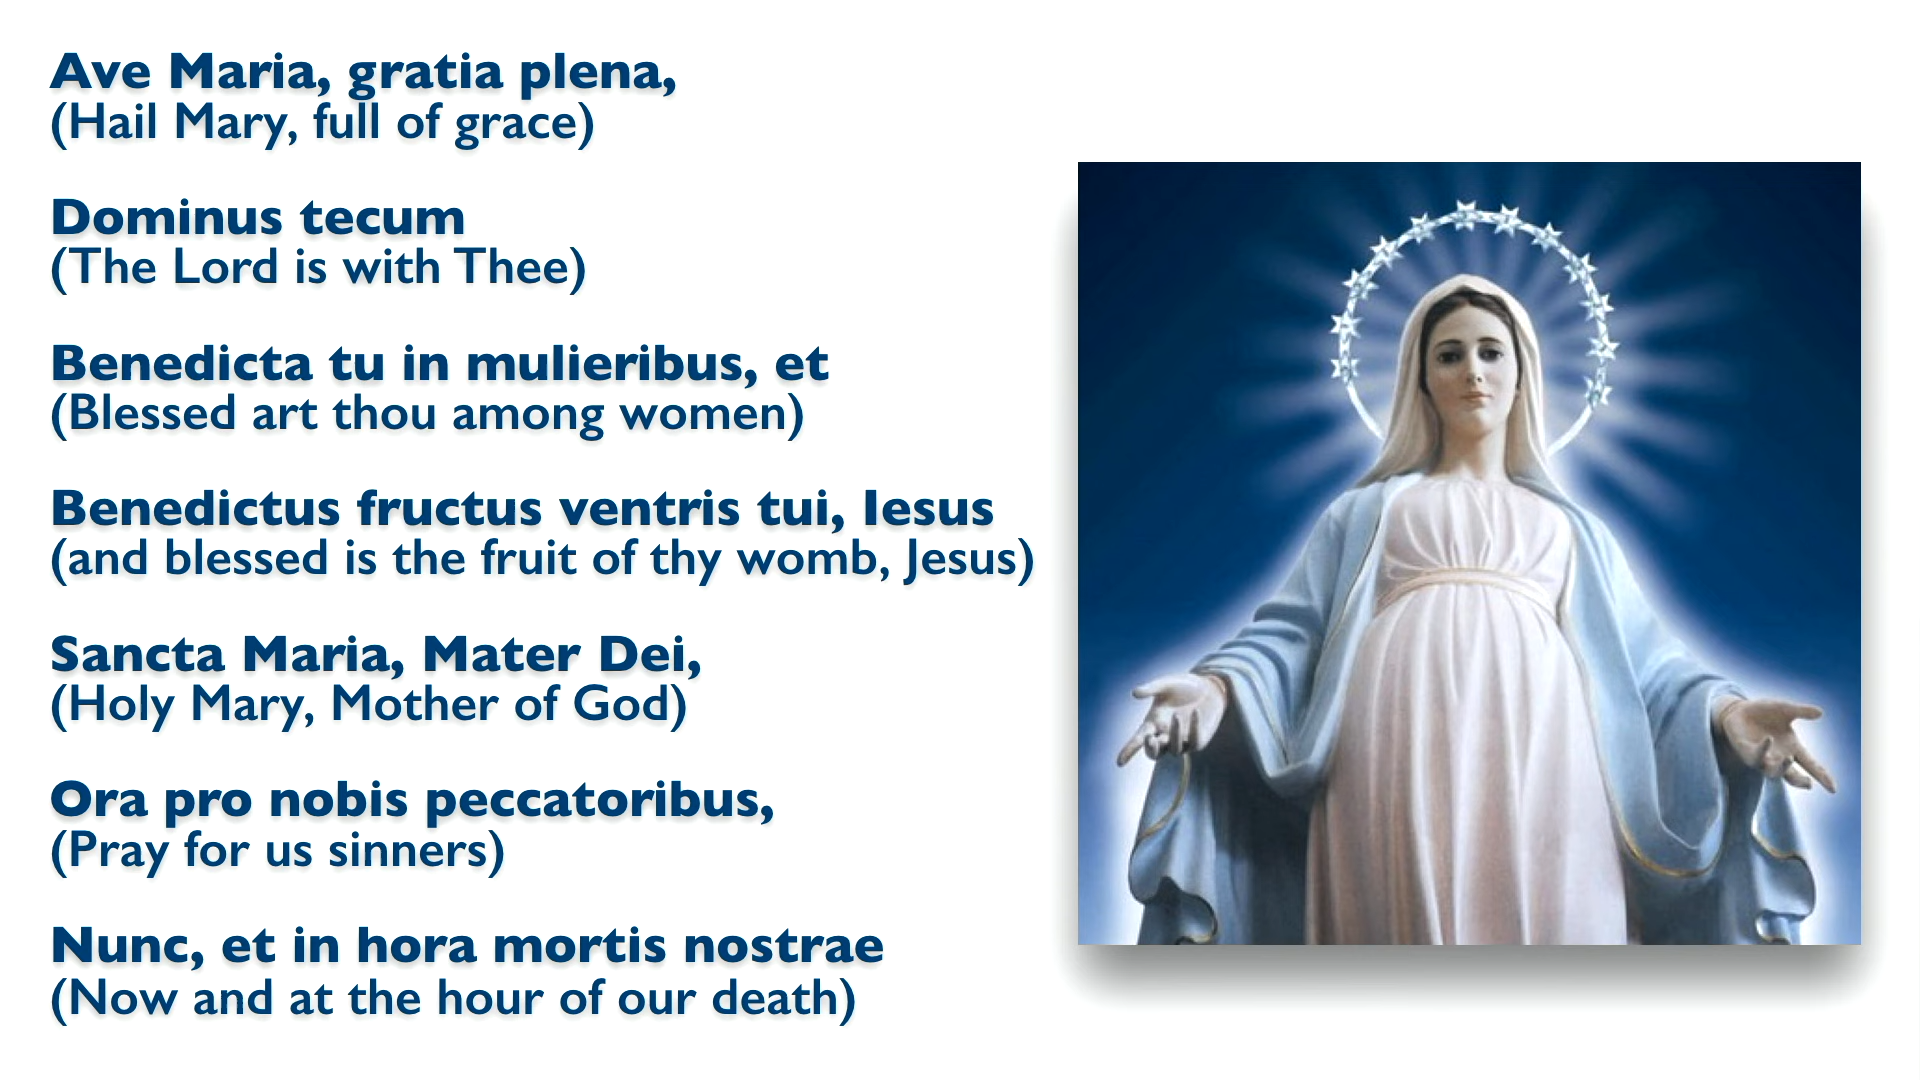 Ave Maria, gratia plena,
(Hail Mary, full of grace)
Dominus tecum
(The Lord is with Thee)
Benedicta tu in mulieribus, et
(Blessed art thou among women)
Benedictus fructus ventris tui, Iesus
(and blessed is the fruit of thy womb, Jesus)
Sancta Maria, Mater Dei,
(Holy Mary, Mother of God)
Ora pro nobis peccatoribus,
(Pray for us sinners)
Nunc, et in hora mortis nostrae
(Now and at the hour of our death)